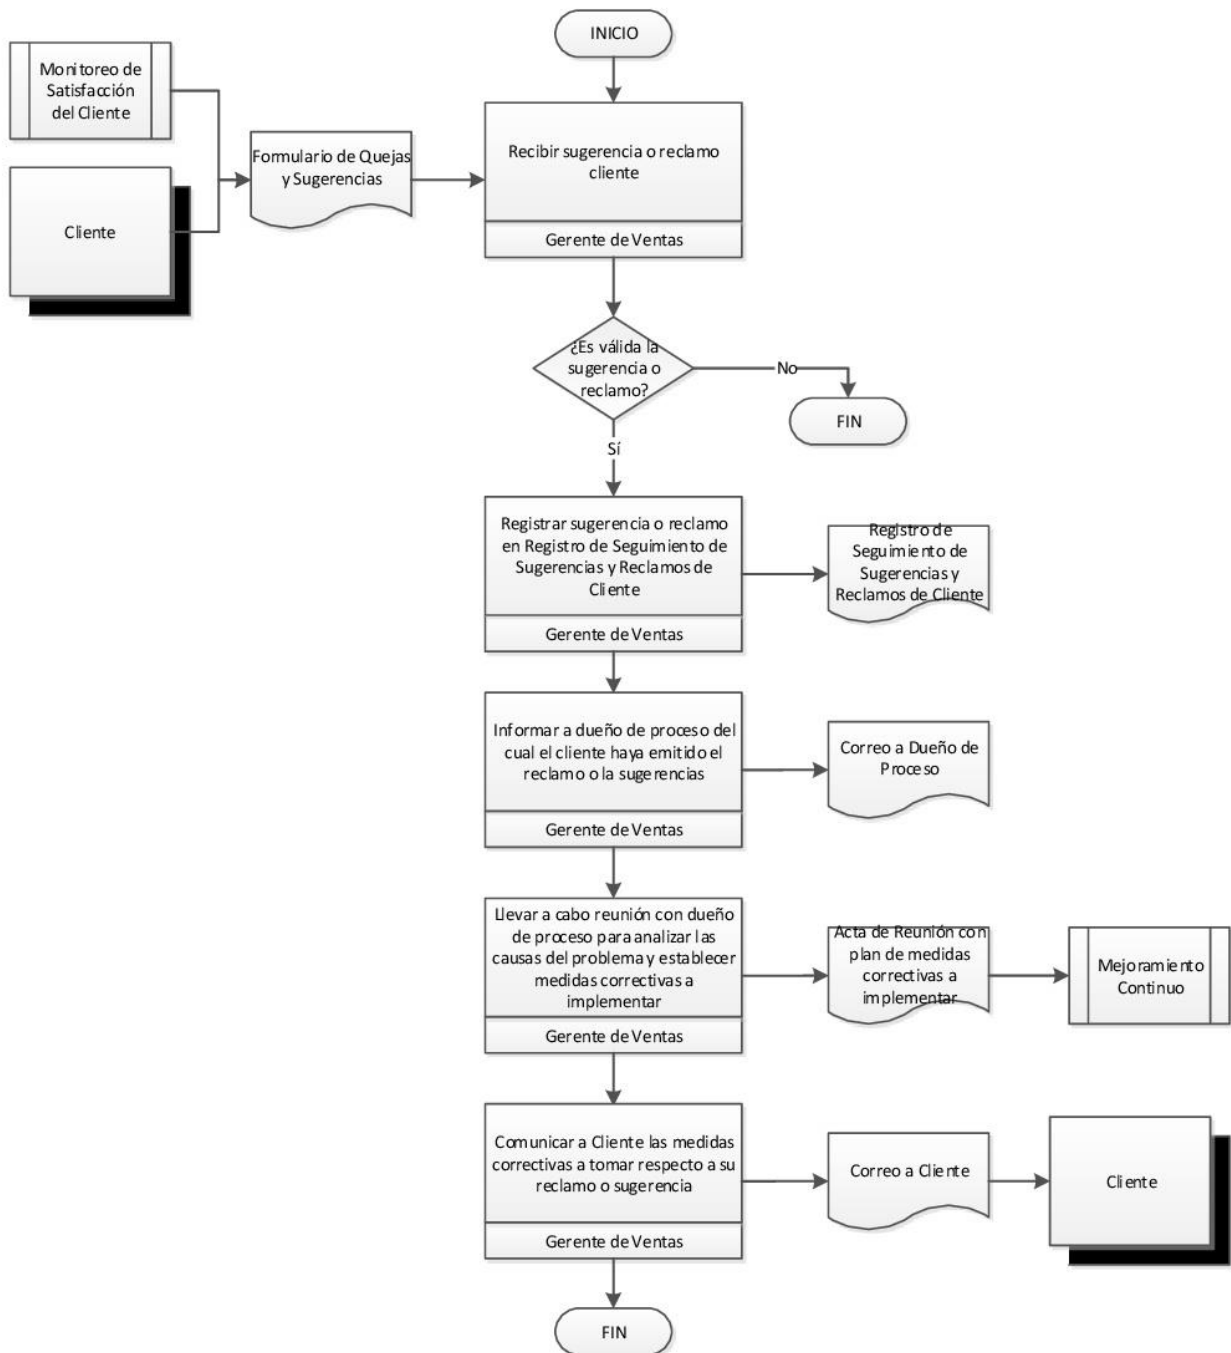 INICIO
Monitoreo de
Satisfacción
del Cliente
Formulario de Quejas
y Sugerencias
Recibir sugerencia o reclamo
cliente
Cliente
Gerente de Ventas
¿Es válida la
sugerencia o
reclamo?
No
FIN
Sí
Registrar sugerencia o reclamo
en Registro de Seguimiento de
Sugerencias y Reclamos de
Cliente
Gerente de Ventas
Registro de
Seguimiento de
Sugerencias y
Reclamos de Cliente
Informar a dueño de proceso del
cual el cliente haya emitido el
reclamo o la sugerencias
Gerente de Ventas
Correo a Dueño de
Proceso
Llevar a cabo reunión con dueño
de proceso para analizar las
causas del problema y establecer
medidas correctivas a
implementar
Gerente de Ventas
Acta de Reunión con
plan de medidas
correctivas a
implementar
Mejoramiento
Continuo
Comunicar a Cliente las medidas
correctivas a tomar respecto a su
reclamo o sugerencia
Gerente de Ventas
Correo a Cliente
Cliente
FIN